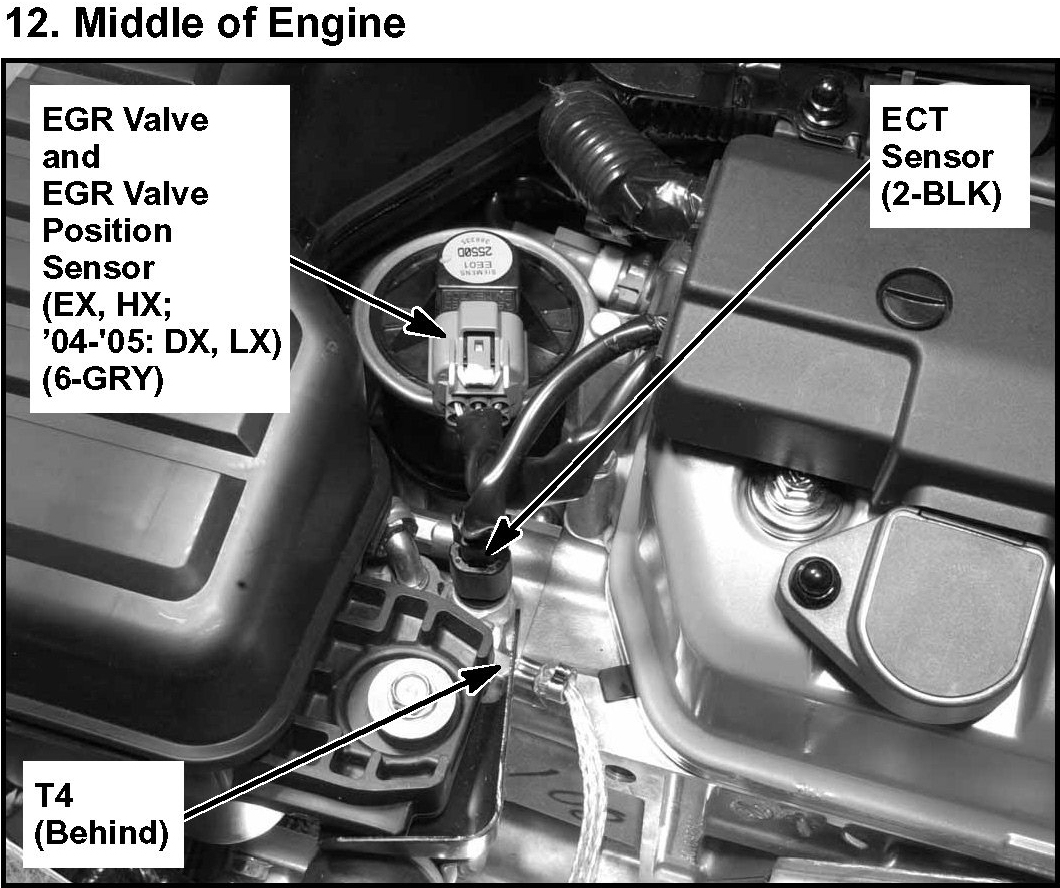 12. Middle of Engine
EGR Valve
and
EGR Valve
Position
Sensor
(EX, HX;
'04-'05: DX, LX)
(6-GRY)
ECT
Sensor
(2-BLK)
SIEMENS
EE01
2550D
T4
(Behind)